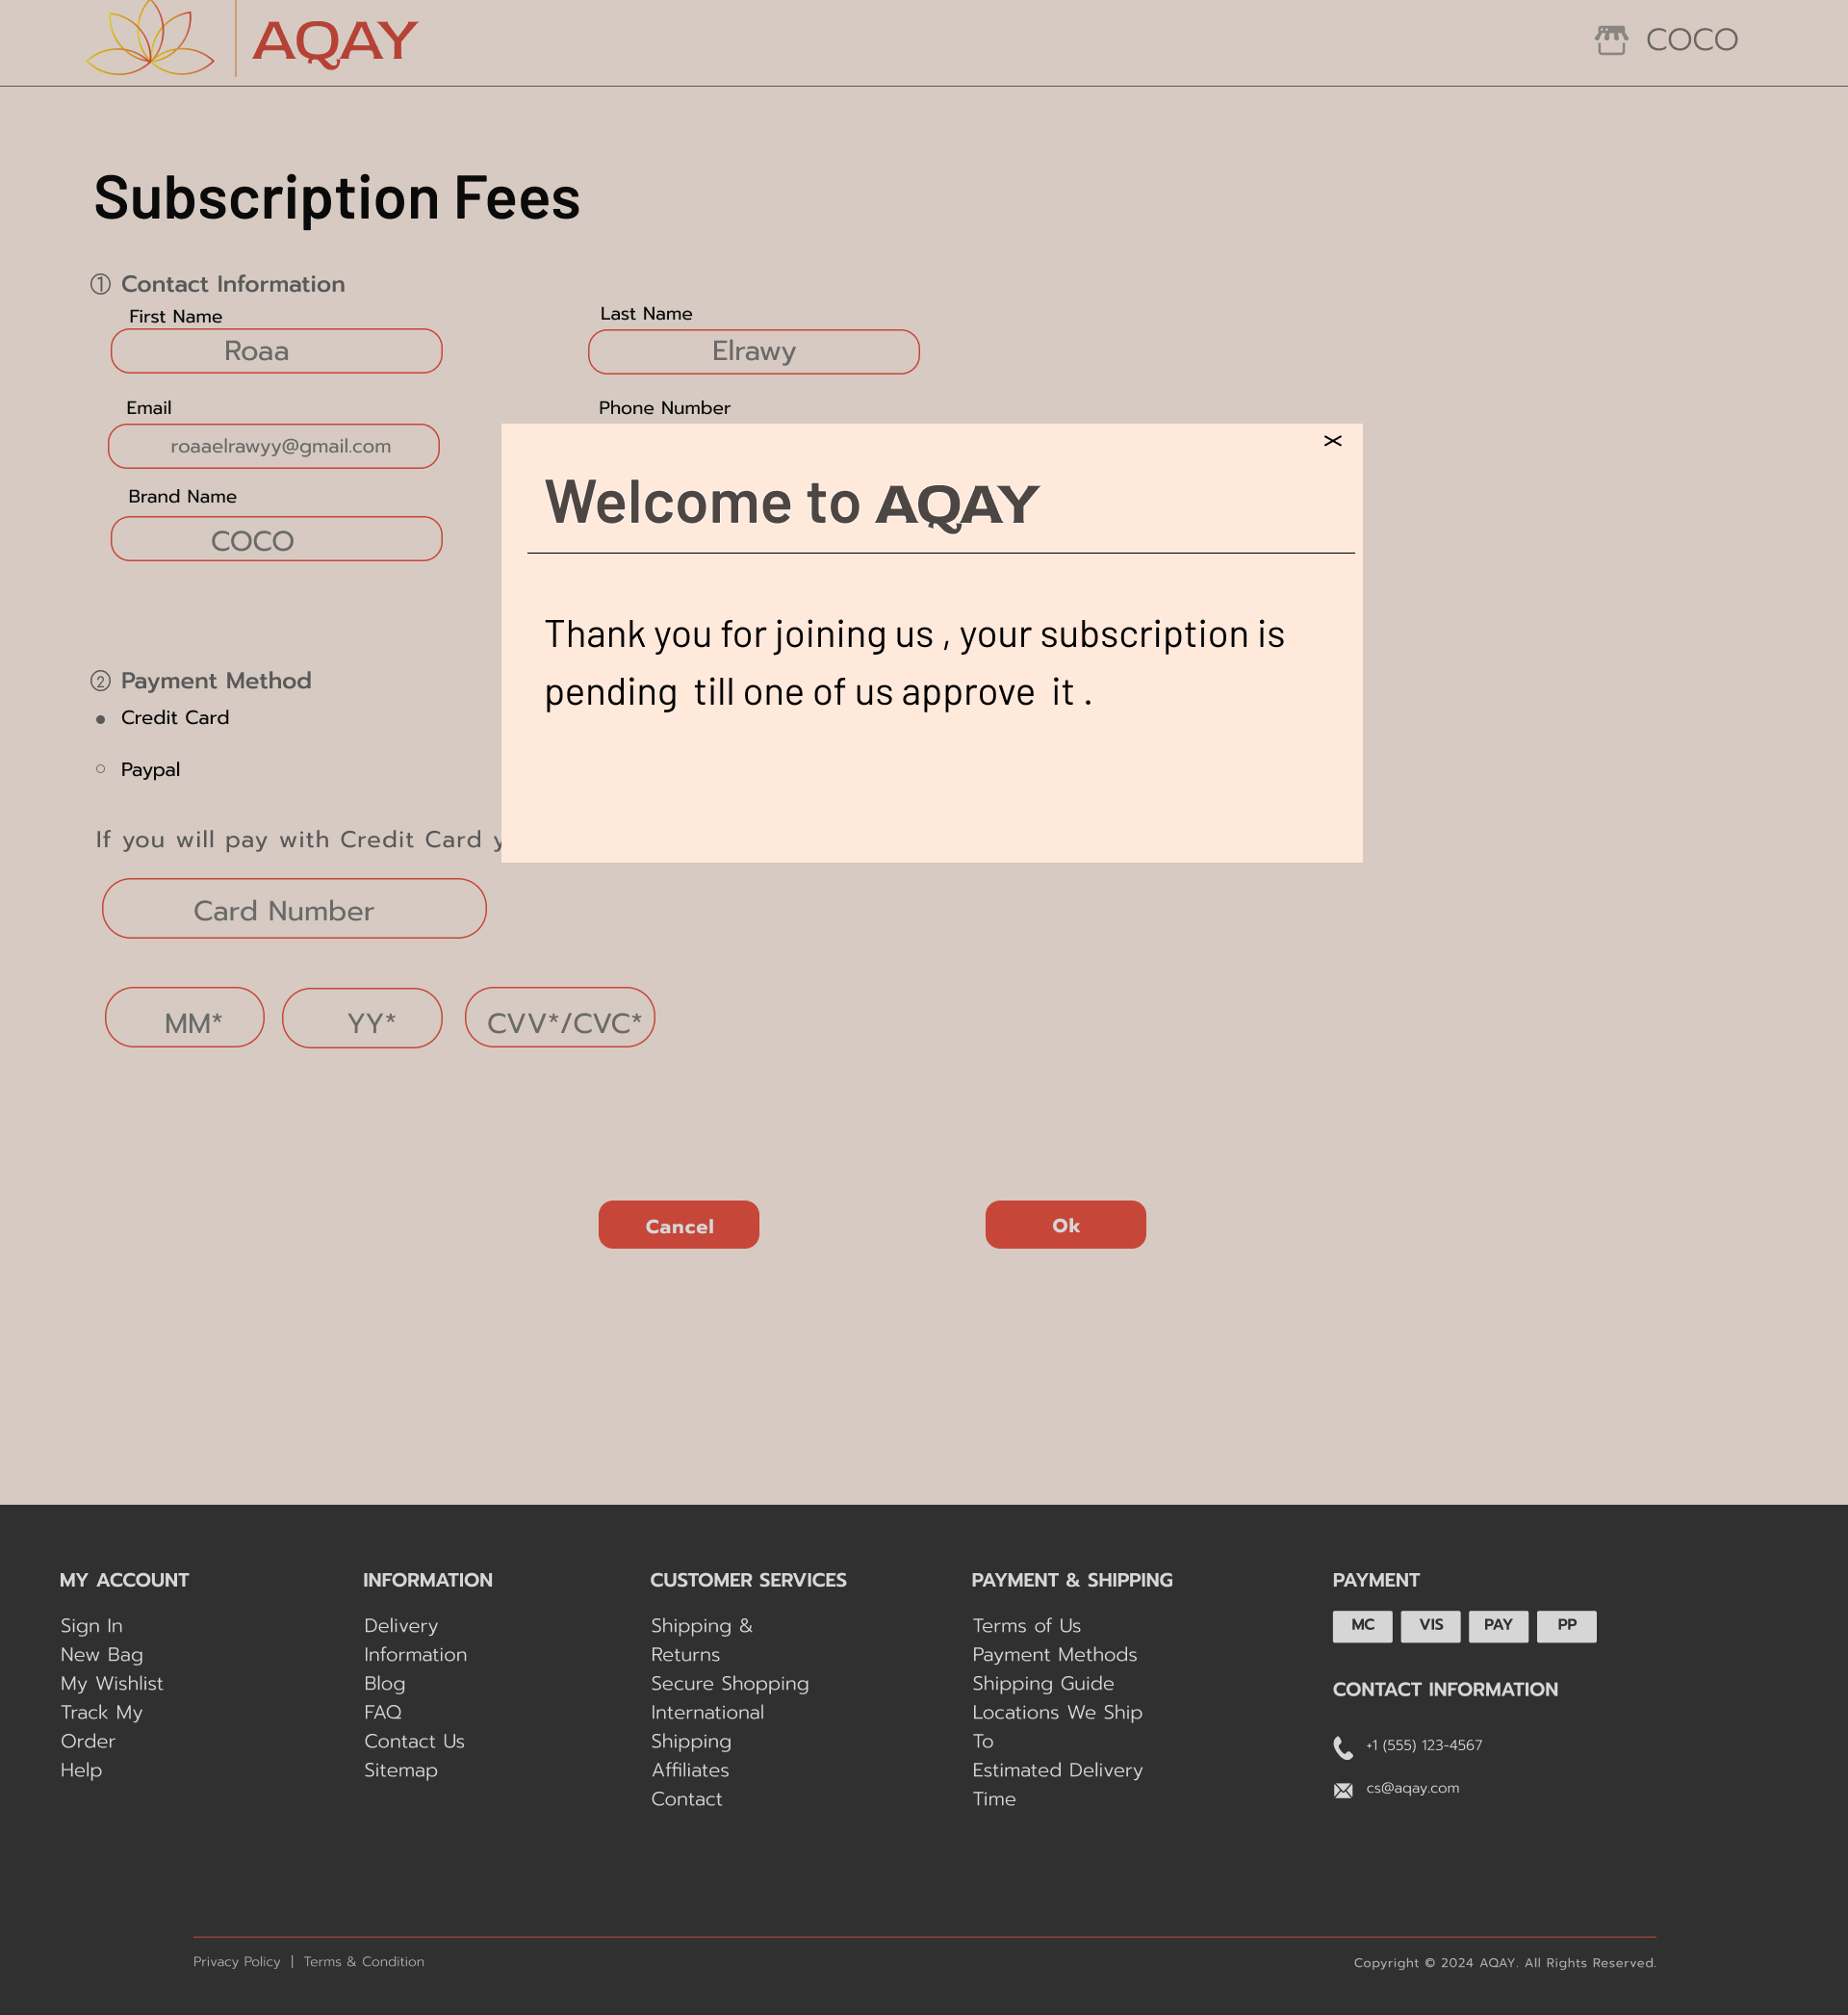 AQAY
COCO
Subscription Fees
1 Contact Information
First Name
Last Name
Roaa
Elrawy
Email
Phone Number
roaaelrawyy@gmail.com
Brand Name
COCO
Welcome to AQAY
Thank you for joining us , your subscription is
pending till one of us approve it .
2 Payment Method
Credit Card
Paypal
If you will pay with Credit Card
Card Number
MM*
YY*
CVV*/CVC*
Cancel
Ok
MY ACCOUNT
Sign In
New Bag
My Wishlist
Track My
Order
Help
INFORMATION
Delivery
Information
Blog
FAQ
Contact Us
Sitemap
CUSTOMER SERVICES
Shipping &
Returns
Secure Shopping
International
Shipping
Affiliates
Contact
PAYMENT & SHIPPING
Terms of Us
Payment Methods
Shipping Guide
Locations We Ship
To
Estimated Delivery
Time
PAYMENT
MC VIS PAY PP
CONTACT INFORMATION
+1 (555) 123-4567
cs@aqay.com
Privacy Policy | Terms & Condition
Copyright © 2024 AQAY. All Rights Reserved.